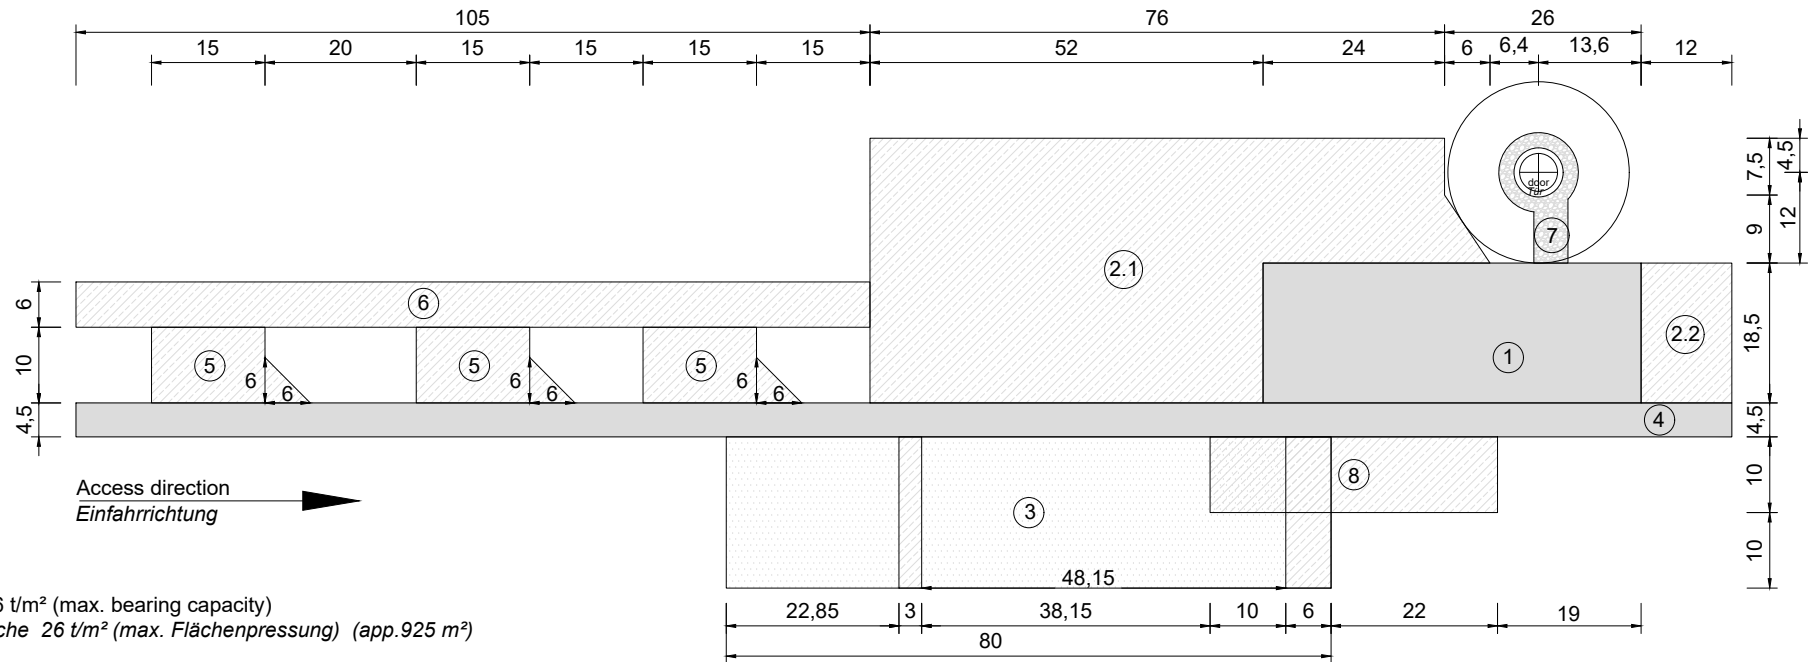 105 76 26
15 20 15 15 15 15 52 24 6 6,4 13,6 12
7,5 4,5
door
Tür
9 12
7
2.1
6 6
18,5
2.2
10 5 6 6 5 6 6 5 6 6 1
4,5 4 4,5
Access direction
Einfahrrichtung
8 10
3
10
48,15
6 t/m² (max. bearing capacity)
che 26 t/m² (max. Flächenpressung) (app.925 m²)
22,85 3 38,15 10 6 22 19
80